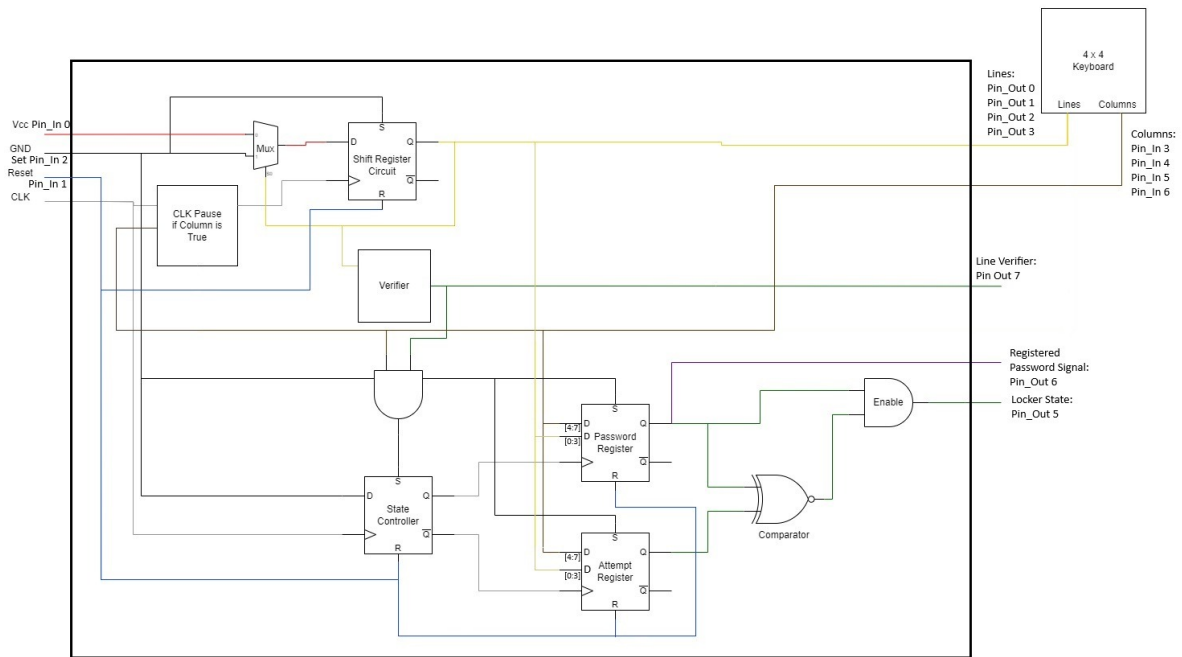 4 x 4
Keyboard
Lines Columns
Lines:
Pin_Out 0
Pin_Out 1
Pin_Out 2
Pin_Out 3
Columns:
Pin_In 3
Pin_In 4
Pin_In 5
Pin_In 6
Vcc Pin_In 0
GND
Set Pin_In 2
Reset
Pin_In 1
CLK
Mux
S
D Q
Shift Register
Circuit
Q
R
CLK Pause
if Column is
True
Verifier
Line Verifier:
Pin Out 7
Registered
Password Signal:
Pin_Out 6
Locker State:
Pin_Out 5
Enable
S
[4:7] D Q
[0:3] D Password
Register
Q
R
S
D Q
State
Controller
Q
R
Comparator
S
[4:7] D Q
[0:3] D Attempt
Register
Q
R